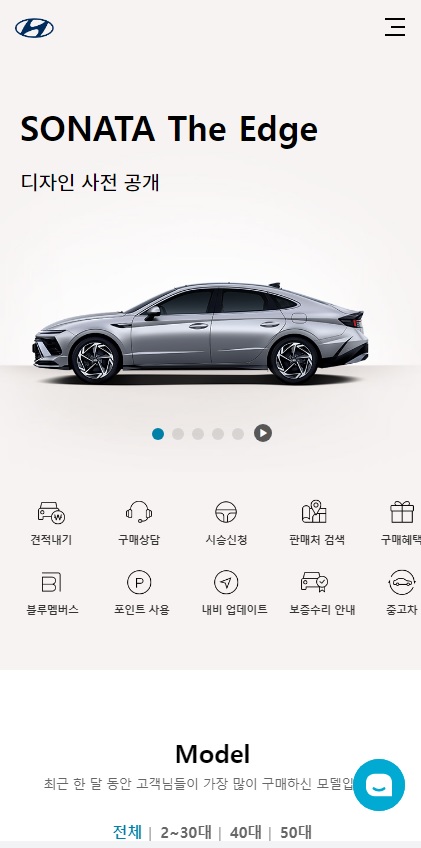 SONATA The Edge
디자인 사전 공개
견적내기 구매상담 시승신청 판매처 검색 구매혜택
블루멤버스 포인트 사용 내비 업데이트 보증수리 안내 중고차
Model
최근 한 달 동안 고객님들이 가장 많이 구매하신 모델입
전체 | 2~30대 | 40대 | 50대